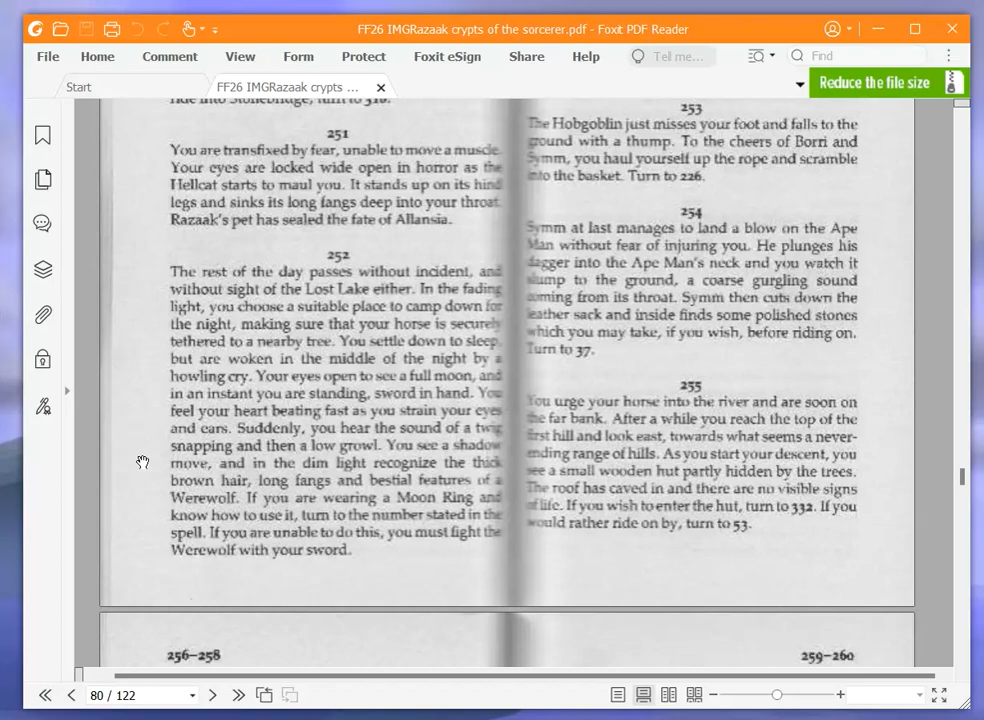 FF26 IMGRazaak crypts of the sorcerer.pdf - Foxit PDF Reader
File Home Comment View Form Protect Foxit eSign Share Help Tell me... Find
Start FF26 IMGRazaak crypts ... Reduce the file size
ride into Stonebridge, turn to 310.
251
You are transfixed by fear, unable to move a muscle.
Your eyes are locked wide open in horror as the
Hellcat starts to maul you. It stands up on its hind
legs and sinks its long fangs deep into your throat.
Razaak's pet has sealed the fate of Allansia.
252
The rest of the day passes without incident, and
without sight of the Lost Lake either. In the fading
light, you choose a suitable place to camp down for
the night, making sure that your horse is securely
tethered to a nearby tree. You settle down to sleep,
but are woken in the middle of the night by a
howling cry. Your eyes open to see a full moon, and
in an instant you are standing, sword in hand. You
feel your heart beating fast as you strain your eyes
and ears. Suddenly, you hear the sound of a twig
snapping and then a low growl. You see a shadow
move, and in the dim light recognize the thick
brown hair, long fangs and bestial features of a
Werewolf. If you are wearing a Moon Ring and
know how to use it, turn to the number stated in the
spell. If you are unable to do this, you must fight the
Werewolf with your sword.
253
The Hobgoblin just misses your foot and falls to the
ground with a thump. To the cheers of Borri and
Symm, you haul yourself up the rope and scramble
into the basket. Turn to 226.
254
Symm at last manages to land a blow on the Ape
Man without fear of injuring you. He plunges his
dagger into the Ape Man's neck and you watch it
slump to the ground, a coarse gurgling sound
coming from its throat. Symm then cuts down the
leather sack and inside finds some polished stones
which you may take, if you wish, before riding on.
Turn to 37.
255
You urge your horse into the river and are soon on
the far bank. After a while you reach the top of the
first hill and look east, towards what seems a never-
ending range of hills. As you start your descent, you
see a small wooden hut partly hidden by the trees.
The roof has caved in and there are no visible signs
of life. If you wish to enter the hut, turn to 332. If you
would rather ride on by, turn to 53.
256–258
259–260
80 / 122